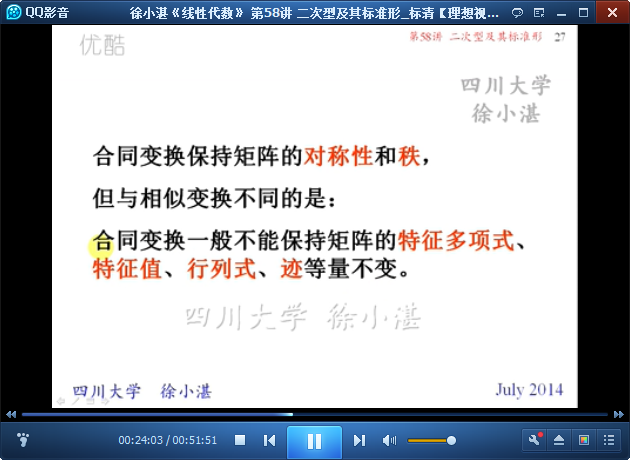 QQ影音
徐小湛《线性代数》 第58讲 二次型及其标准形_标清【理想视...
优酷
第58讲 二次型及其标准形 27
四川大学
徐小湛
合同变换保持矩阵的对称性和秩，
但与相似变换不同的是：
合同变换一般不能保持矩阵的特征多项式、
特征值、行列式、迹等量不变。
四川大学 徐小湛
四川大学 徐小湛
July 2014
00:24:03 / 00:51:51